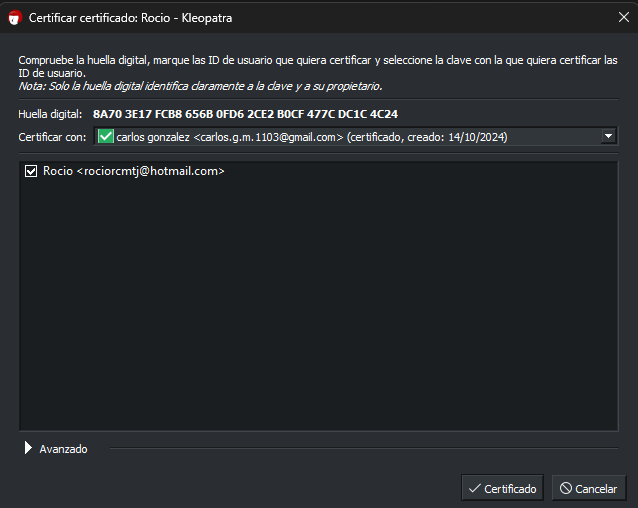 Certificar certificado: Rocio - Kleopatra
Compruebe la huella digital, marque las ID de usuario que quiera certificar y seleccione la clave con la que quiera certificar las
ID de usuario.
Nota: Solo la huella digital identifica claramente a la clave y a su propietario.
Huella digital: 8A70 3E17 FCB8 656B 0FD6 2CE2 B0CF 477C DC1C 4C24
Certificar con: carlos gonzalez <carlos.g.m.1103@gmail.com> (certificado, creado: 14/10/2024)
Rocio <rociorcmtj@hotmail.com>
Avanzado
Certificado Cancelar